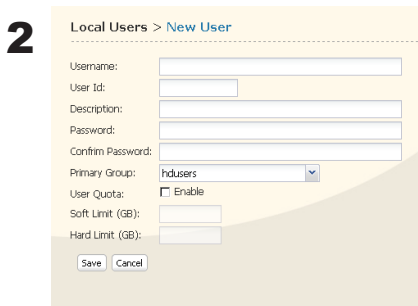 2
Local Users > New User
Username:
User Id:
Description:
Password:
Confrim Password:
Primary Group: hdusers
User Quota: Enable
Soft Limit (GB):
Hard Limit (GB):
Save Cancel